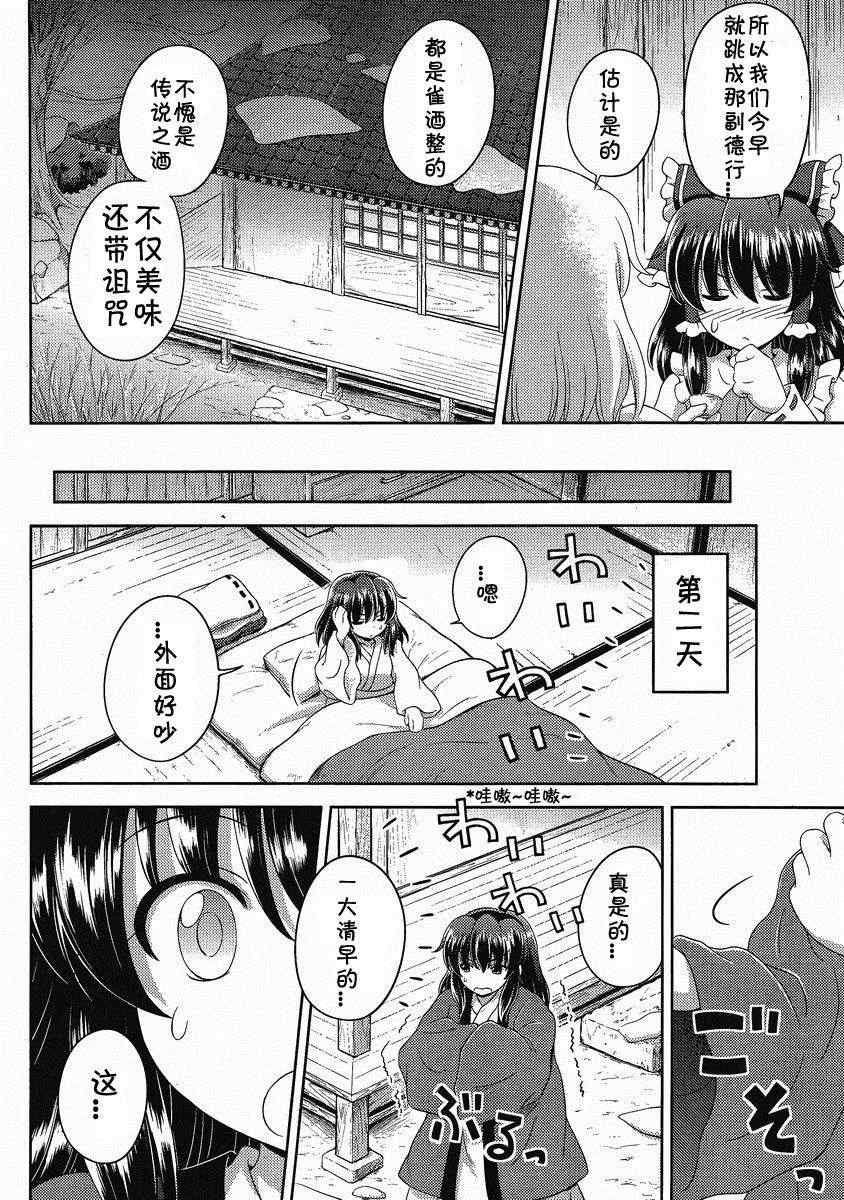 所以我们今早
就跳成那副德行…
估计是的
都是雀酒整的
不愧是
传说之酒
不仅美味
还带诅咒
第二天
わい
わい
…嗯
…外面好吵
*哇嗷~哇嗷~
ごそっ
真是的…
わい
わい
一大清早的…
ぶるっ
这…